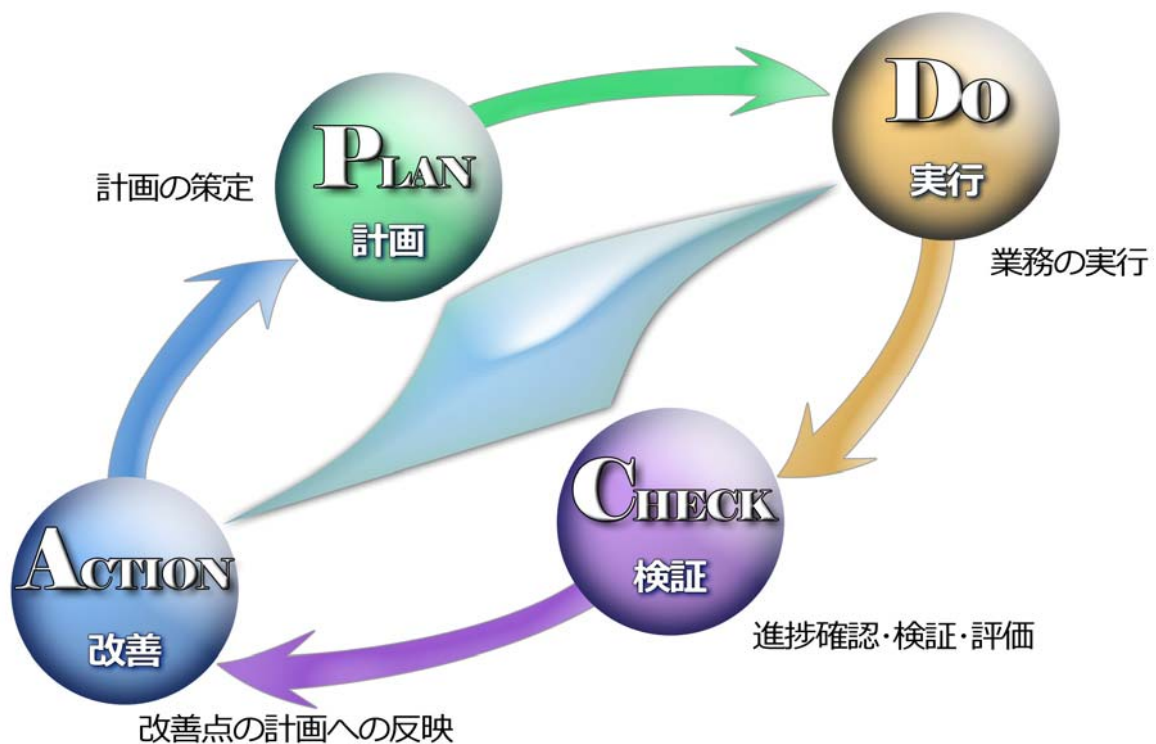 PLAN
計画
計画の策定
DO
実行
業務の実行
CHECK
検証
進捗確認・検証・評価
ACTION
改善
改善点の計画への反映